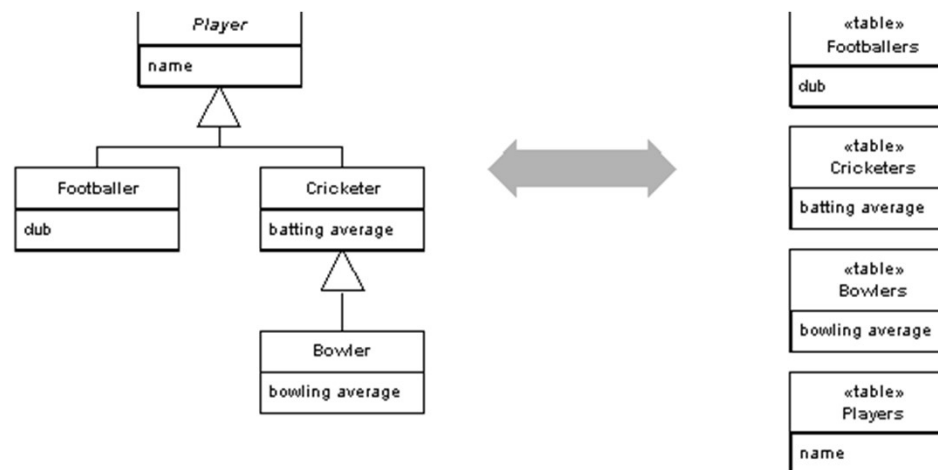 Player
name
Footballer
club
Cricketer
batting average
Bowler
bowling average
«table»
Footballers
club
«table»
Cricketers
batting average
«table»
Bowlers
bowling average
«table»
Players
name